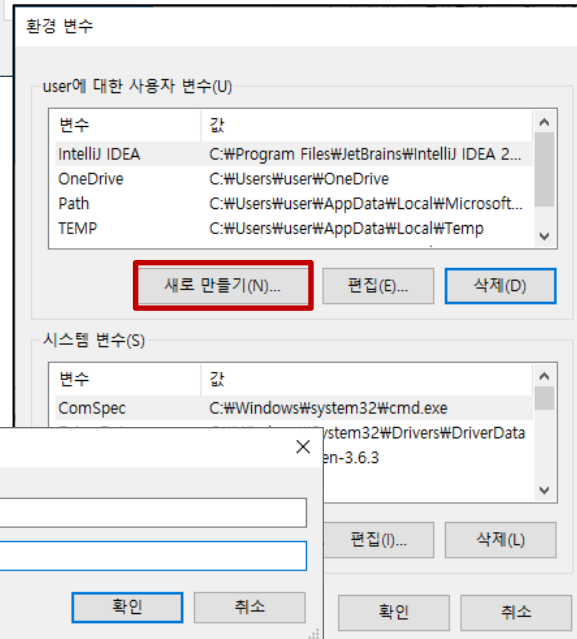 환경 변수
user에 대한 사용자 변수(U)
변수 값
IntelliJ IDEA C:₩Program Files₩JetBrains₩IntelliJ IDEA 2...
OneDrive C:₩Users₩user₩OneDrive
Path C:₩Users₩user₩AppData₩Local₩Microsoft...
TEMP C:₩Users₩user₩AppData₩Local₩Temp
새로 만들기(N)... 편집(E)... 삭제(D)
시스템 변수(S)
변수 값
ComSpec C:₩Windows₩system32₩cmd.exe
ystem32₩Drivers₩DriverData
en-3.6.3
편집(I)... 삭제(L)
확인 취소
확인 취소